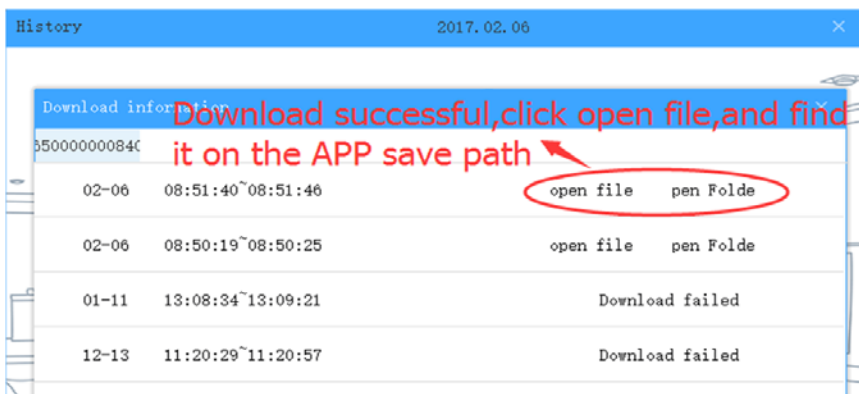 History 2017.02.06
Download information
Download successful,click open file,and find
650000000840
it on the APP save path
02-06 08:51:40~08:51:46 open file pen Folde
02-06 08:50:19~08:50:25 open file pen Folde
01-11 13:08:34~13:09:21 Download failed
12-13 11:20:29~11:20:57 Download failed